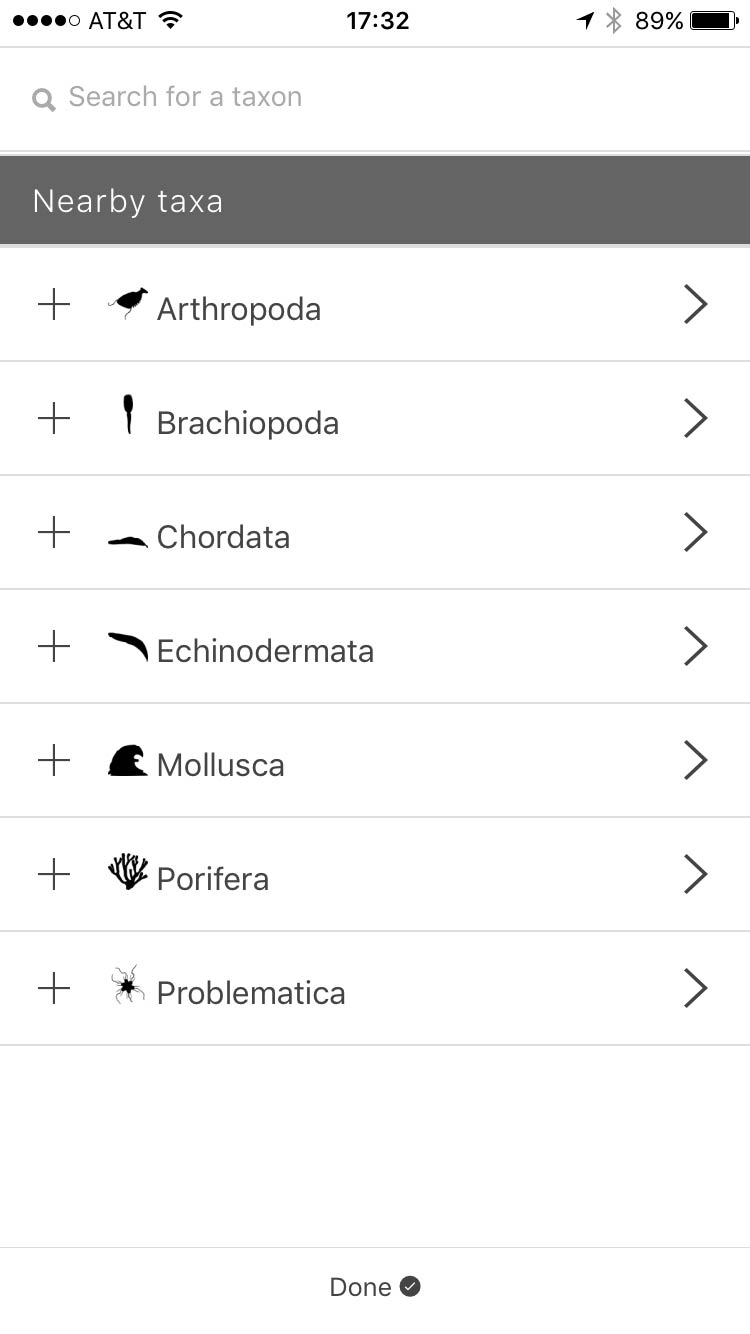 AT&T 17:32 89%
Search for a taxon
Nearby taxa
Arthropoda
Brachiopoda
Chordata
Echinodermata
Mollusca
Porifera
Problematica
Done